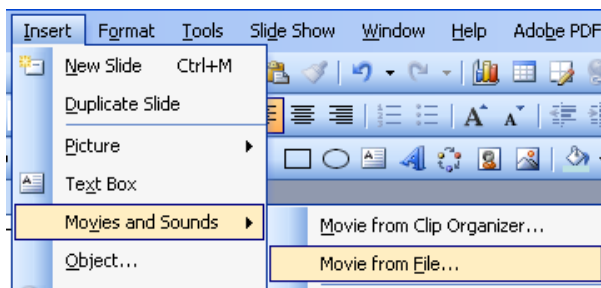 Insert Format Tools Slide Show Window Help Adobe PDF
New Slide Ctrl+M
Duplicate Slide
Picture
Text Box
Movies and Sounds
Movie from Clip Organizer...
Object...
Movie from File...